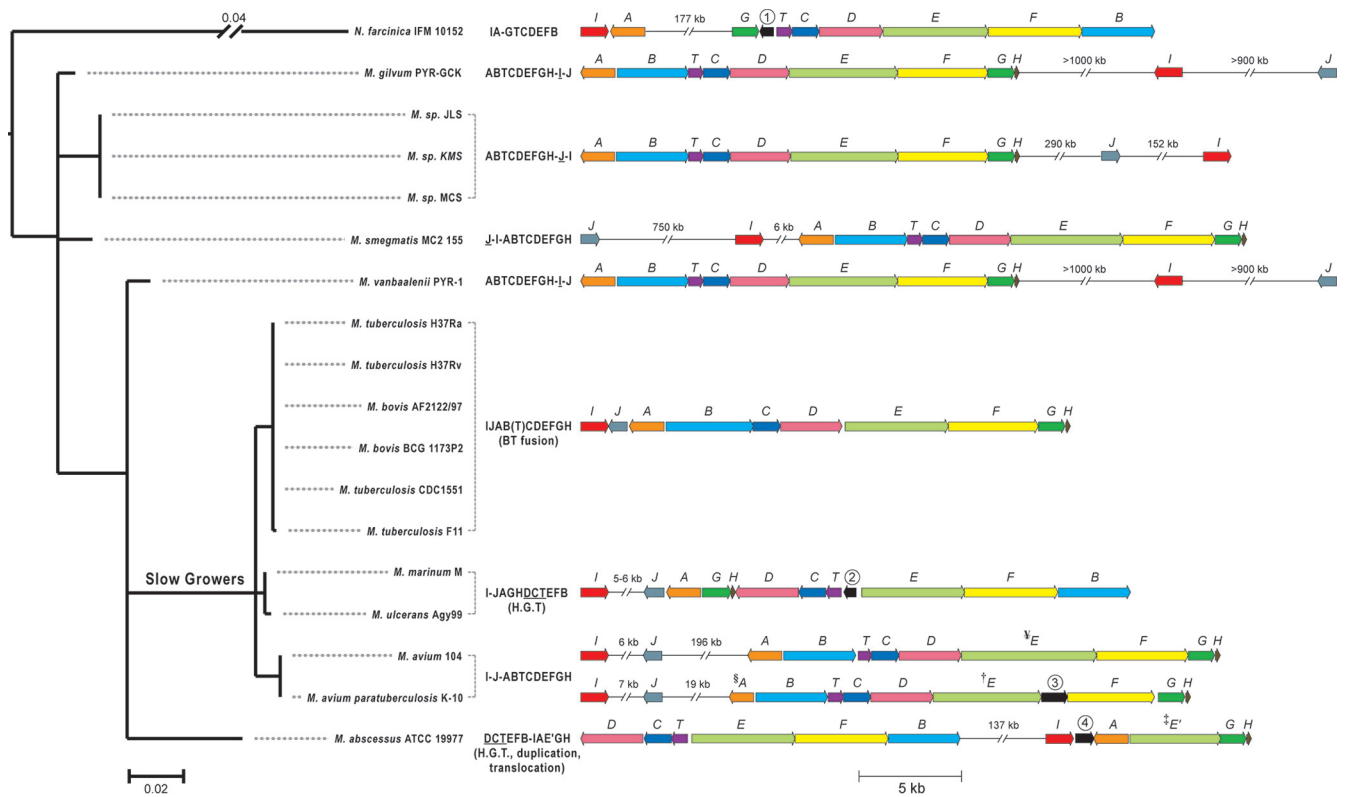 0.04
N. farcinica IFM 10152 IA-GTCDEFB I A 177 kb G 1 T C D E F B
M. gilvum PYR-GCK ABTCDEFGH-I-J A B T C D E F G H >1000 kb I >900 kb J
M. sp. JLS
M. sp. KMS ABTCDEFGH-J-I A B T C D E F G H 290 kb J 152 kb I
M. sp. MCS
M. smegmatis MC2 155 J-I-ABTCDEFGH J 750 kb I 6 kb A B T C D E F G H
M. vanbaalenii PYR-1 ABTCDEFGH-I-J A B T C D E F G H >1000 kb I >900 kb J
M. tuberculosis H37Ra
M. tuberculosis H37Rv
M. bovis AF2122/97
IJAB(T)CDEFGH I J A B C D E F G H
(BT fusion)
M. bovis BCG 1173P2
M. tuberculosis CDC1551
M. tuberculosis F11
Slow Growers
M. marinum M
I-JAGHDCTEFB I 5-6 kb J A G H D C T 2 E F B
(H.G.T)
M. ulcerans Agy99
M. avium 104 I 6 kb J 196 kb A B T C D ¥E F G H
I-J-ABTCDEFGH
M. avium paratuberculosis K-10 I 7 kb J 19 kb §A B T C D †E 3 F G H
M. abscessus ATCC 19977 DCTEFB-IAE'GH D C T E F B 137 kb I 4 A ‡E' G H
(H.G.T., duplication,
translocation)
0.02
5 kb